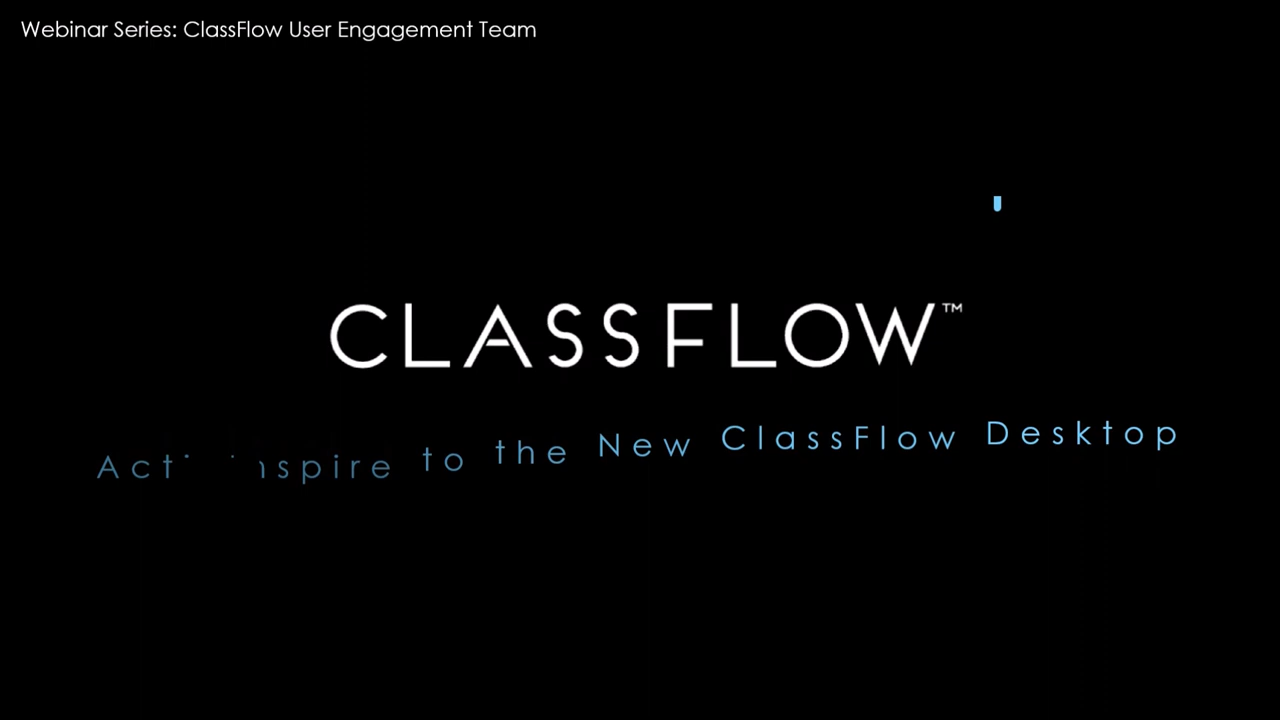 Webinar Series: ClassFlow User Engagement Team
CLASSFLOW™
to the New ClassFlow Desktop